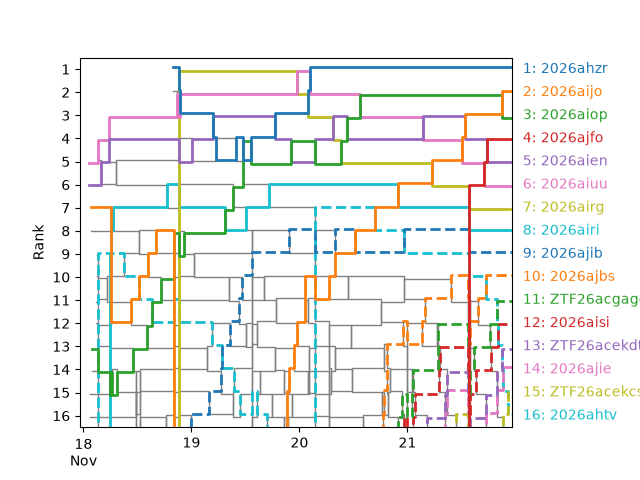 1
2
3
4
5
6
7
8
9
10
11
12
13
14
15
16
Rank
18
19
20
21
Nov
1: 2026ahzr
2: 2026aijo
3: 2026aiop
4: 2026ajfo
5: 2026aien
6: 2026aiuu
7: 2026airg
8: 2026airi
9: 2026ajib
10: 2026ajbs
11: ZTF26acgag
12: 2026aisi
13: ZTF26acekdt
14: 2026ajie
15: ZTF26acekcs
16: 2026ahtv